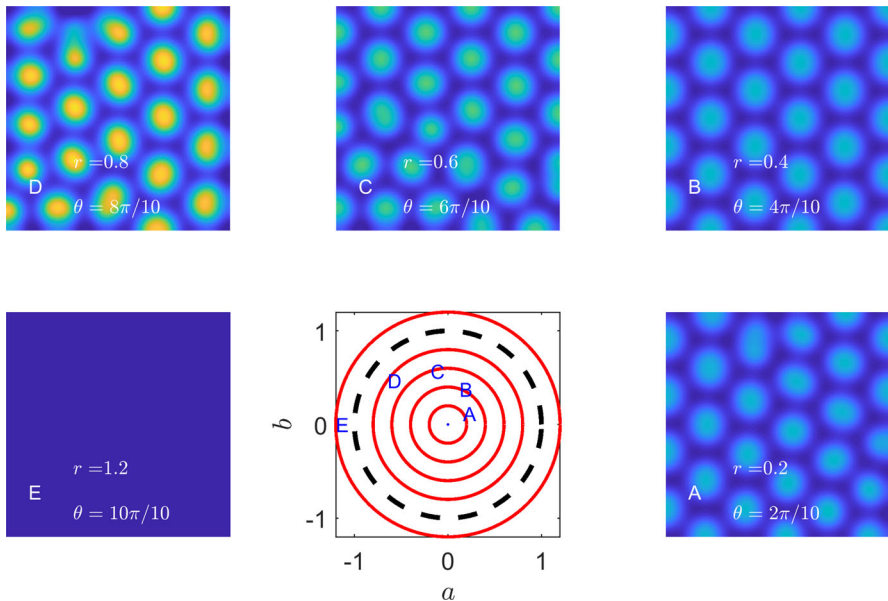 r =0.8
D
θ = 8π/10
r =0.6
C
θ = 6π/10
r =0.4
B
θ = 4π/10
r =1.2
E
θ = 10π/10
1
0
-1
b
-1 0 1
a
C
D
B
A
E
r =0.2
A
θ = 2π/10